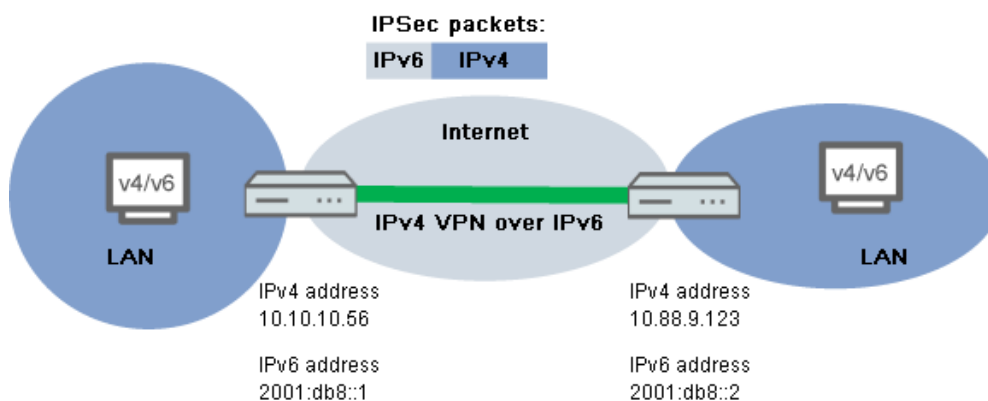 IPSec packets:
IPv6 IPv4
Internet
v4/v6
v4/v6
IPv4 VPN over IPv6
LAN
LAN
IPv4 address
10.10.10.56
IPv6 address
2001:db8::1
IPv4 address
10.88.9.123
IPv6 address
2001:db8::2